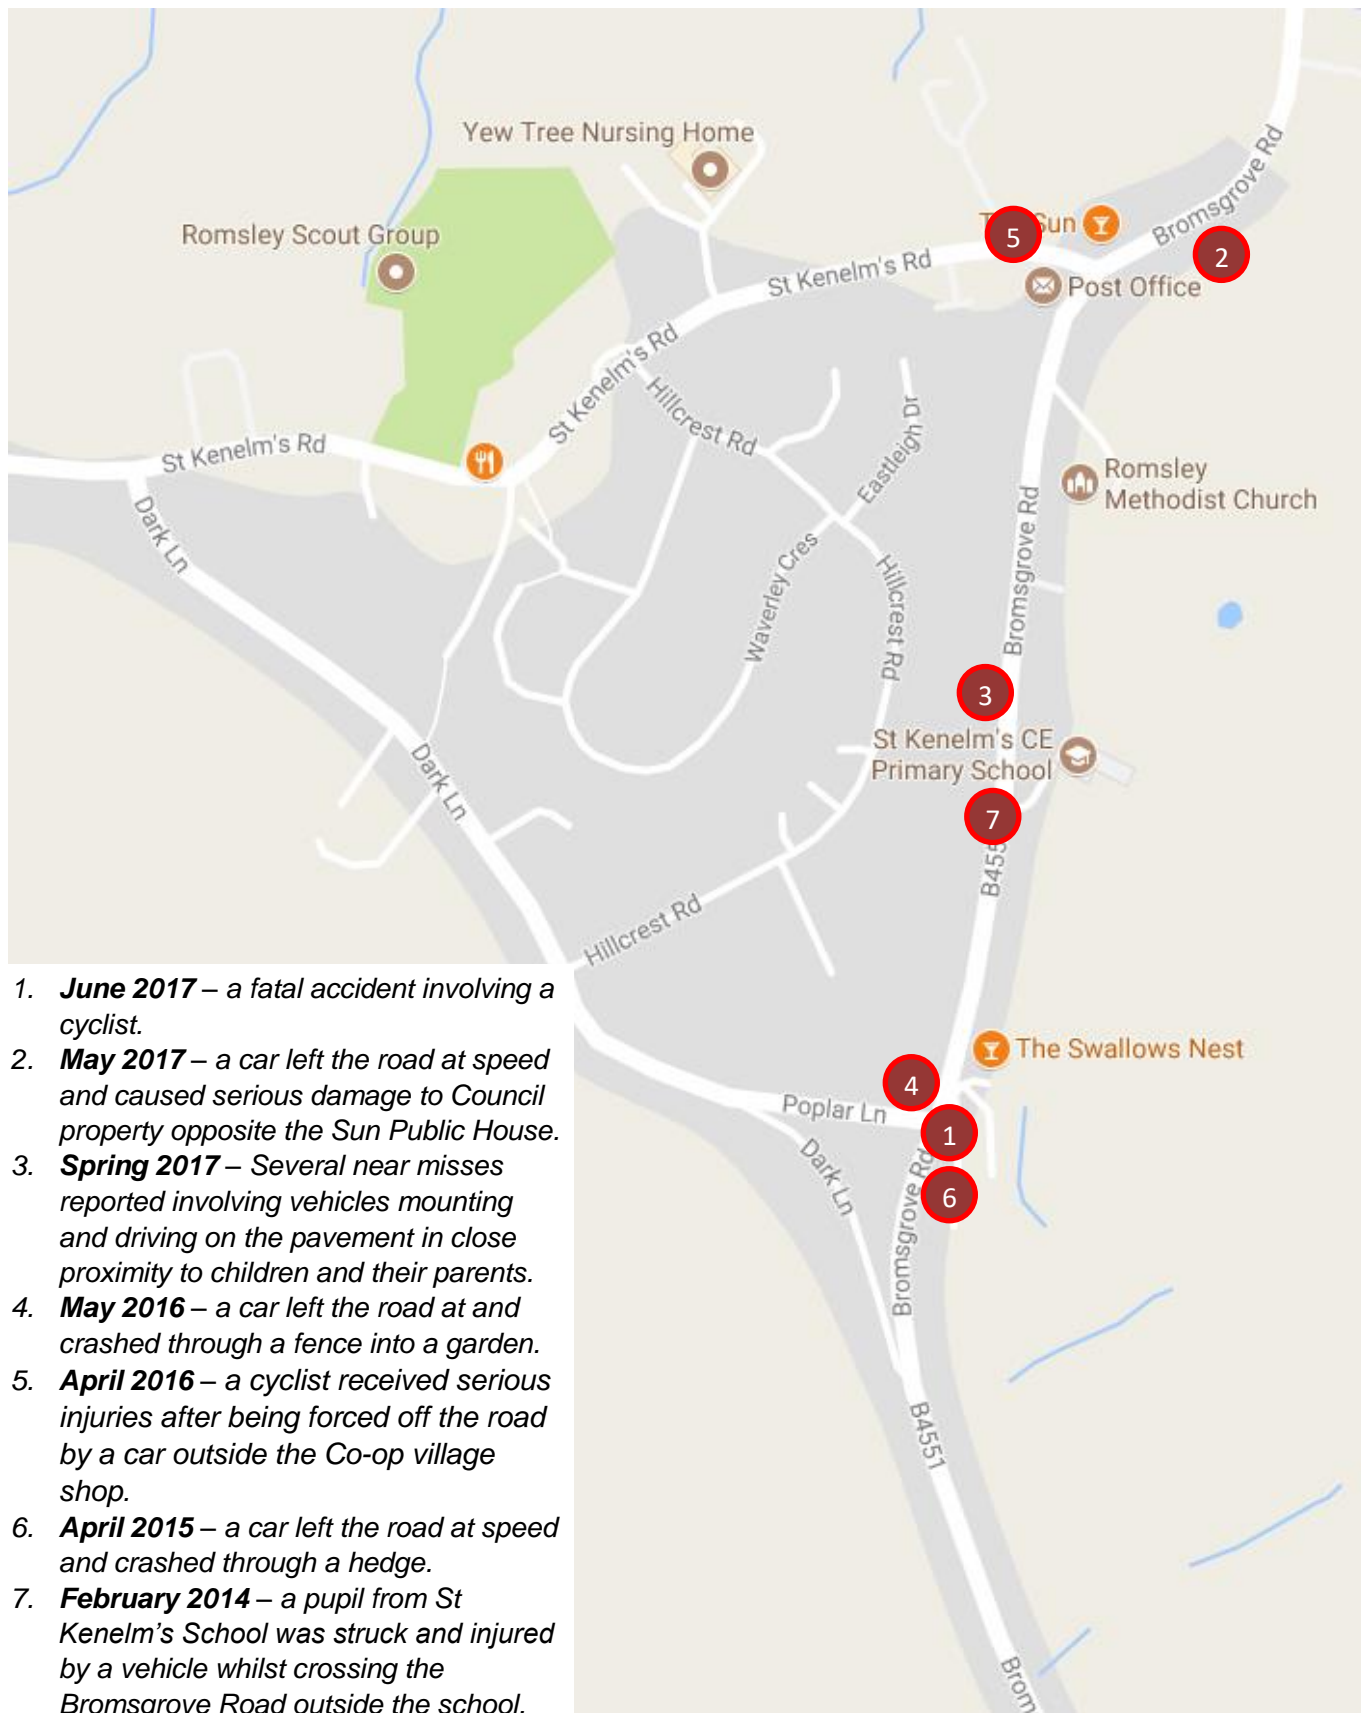 Yew Tree Nursing Home
Romsley Scout Group
Sun
5
Bromsgrove Rd
2
St Kenelm's Rd
Post Office
St Kenelm's Rd
Hillcrest Rd
Eastleigh Dr
St Kenelm's Rd
Romsley
Methodist Church
Dark Ln
Bromsgrove Rd
Waverley Cres
Hillcrest Rd
3
St Kenelm's CE
Primary School
Dark Ln
7
B455
Hillcrest Rd
1. June 2017 – a fatal accident involving a
cyclist.
2. May 2017 – a car left the road at speed
and caused serious damage to Council
property opposite the Sun Public House.
3. Spring 2017 – Several near misses
reported involving vehicles mounting
and driving on the pavement in close
proximity to children and their parents.
4. May 2016 – a car left the road at and
crashed through a fence into a garden.
5. April 2016 – a cyclist received serious
injuries after being forced off the road
by a car outside the Co-op village
shop.
6. April 2015 – a car left the road at speed
and crashed through a hedge.
7. February 2014 – a pupil from St
Kenelm’s School was struck and injured
by a vehicle whilst crossing the
Bromsgrove Road outside the school.
The Swallows Nest
4
Poplar Ln
1
Dark Ln
6
Bromsgrove Rd
B4551
Brom